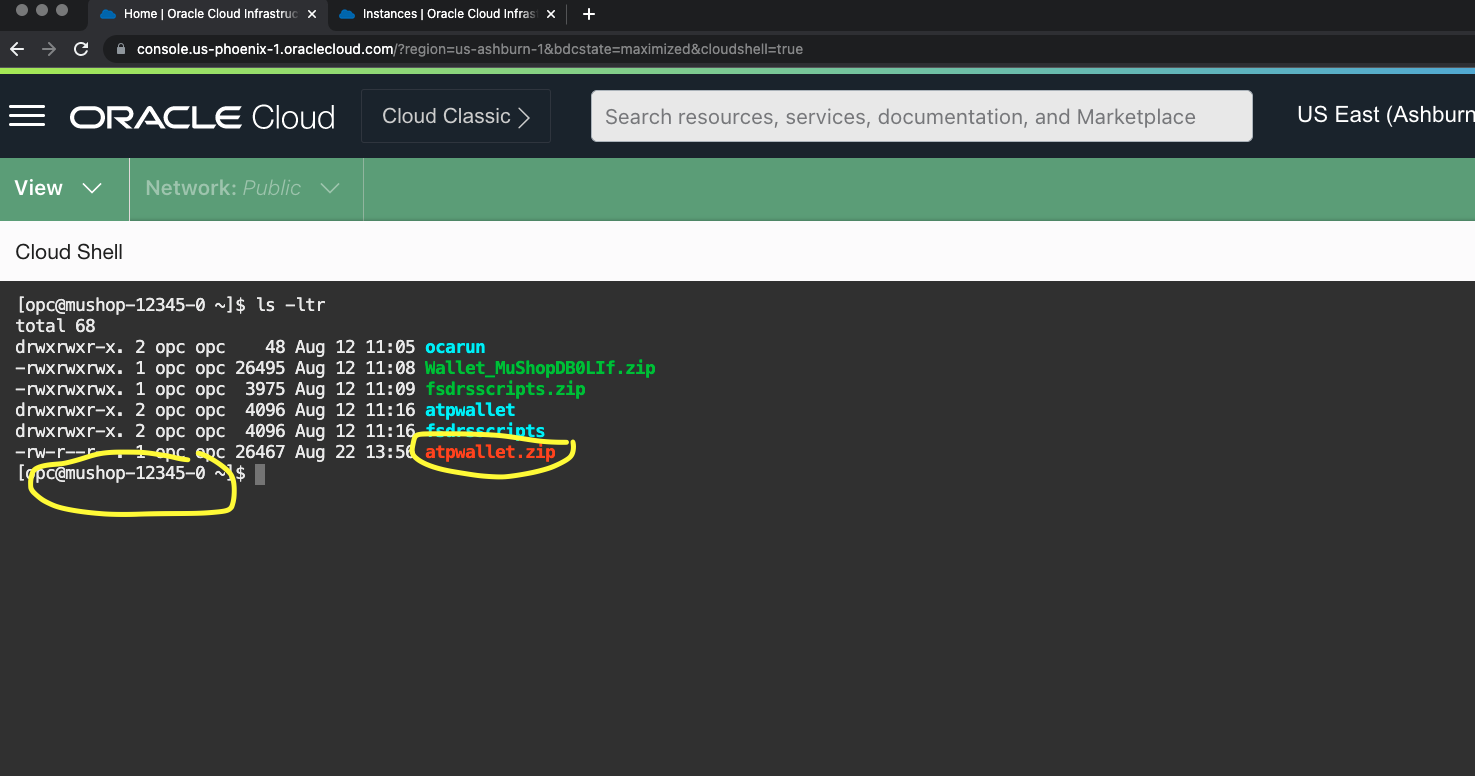 Home | Oracle Cloud Infrastruc
Instances | Oracle Cloud Infras
console.us-phoenix-1.oraclecloud.com/?region=us-ashburn-1&bdcstate=maximized&cloudshell=true
ORACLE Cloud
Cloud Classic
Search resources, services, documentation, and Marketplace
US East (Ashburn
View
Network: Public
Cloud Shell
[opc@mushop-12345-0 ~]$ ls -ltr
total 68
drwxrwxr-x. 2 opc opc    48 Aug 12 11:05 ocarun
-rwxrwxrwx. 1 opc opc 26495 Aug 12 11:08 Wallet_MuShopDB0LIf.zip
-rwxrwxrwx. 1 opc opc  3975 Aug 12 11:09 fsdrsscripts.zip
drwxrwxr-x. 2 opc opc  4096 Aug 12 11:16 atpwallet
drwxrwxr-x. 2 opc opc  4096 Aug 12 11:16 fsdrsscripts
-rw-r--r--. 1 opc opc 26467 Aug 22 13:56 atpwallet.zip
[opc@mushop-12345-0 ~]$